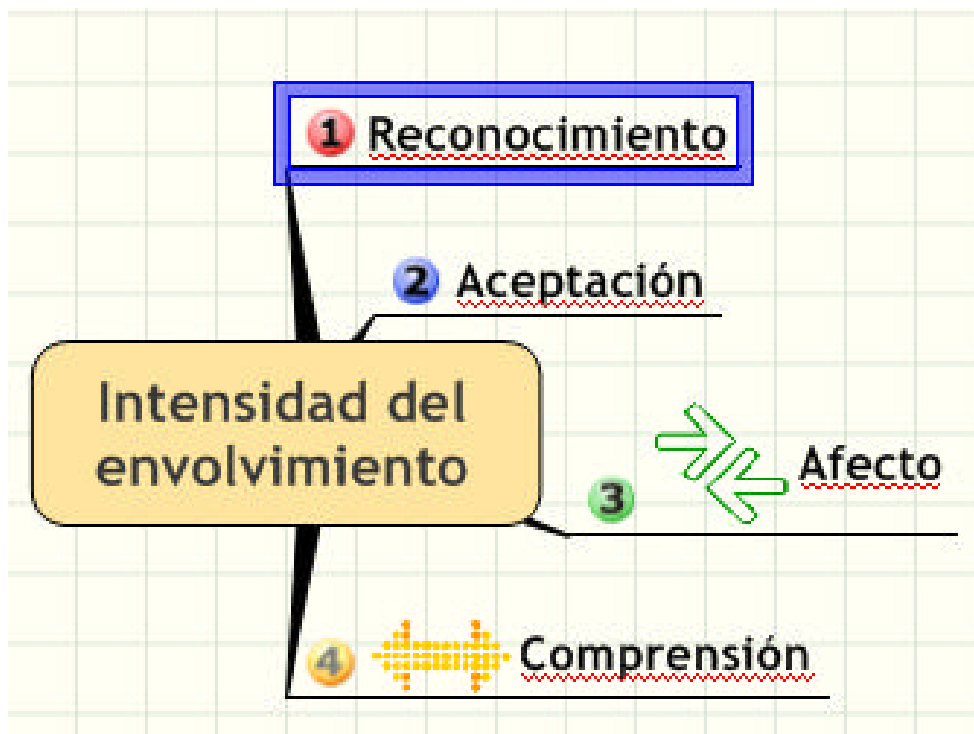 1 Reconocimiento
2 Aceptación
Intensidad del
envolvimiento
3 Afecto
4 Comprensión